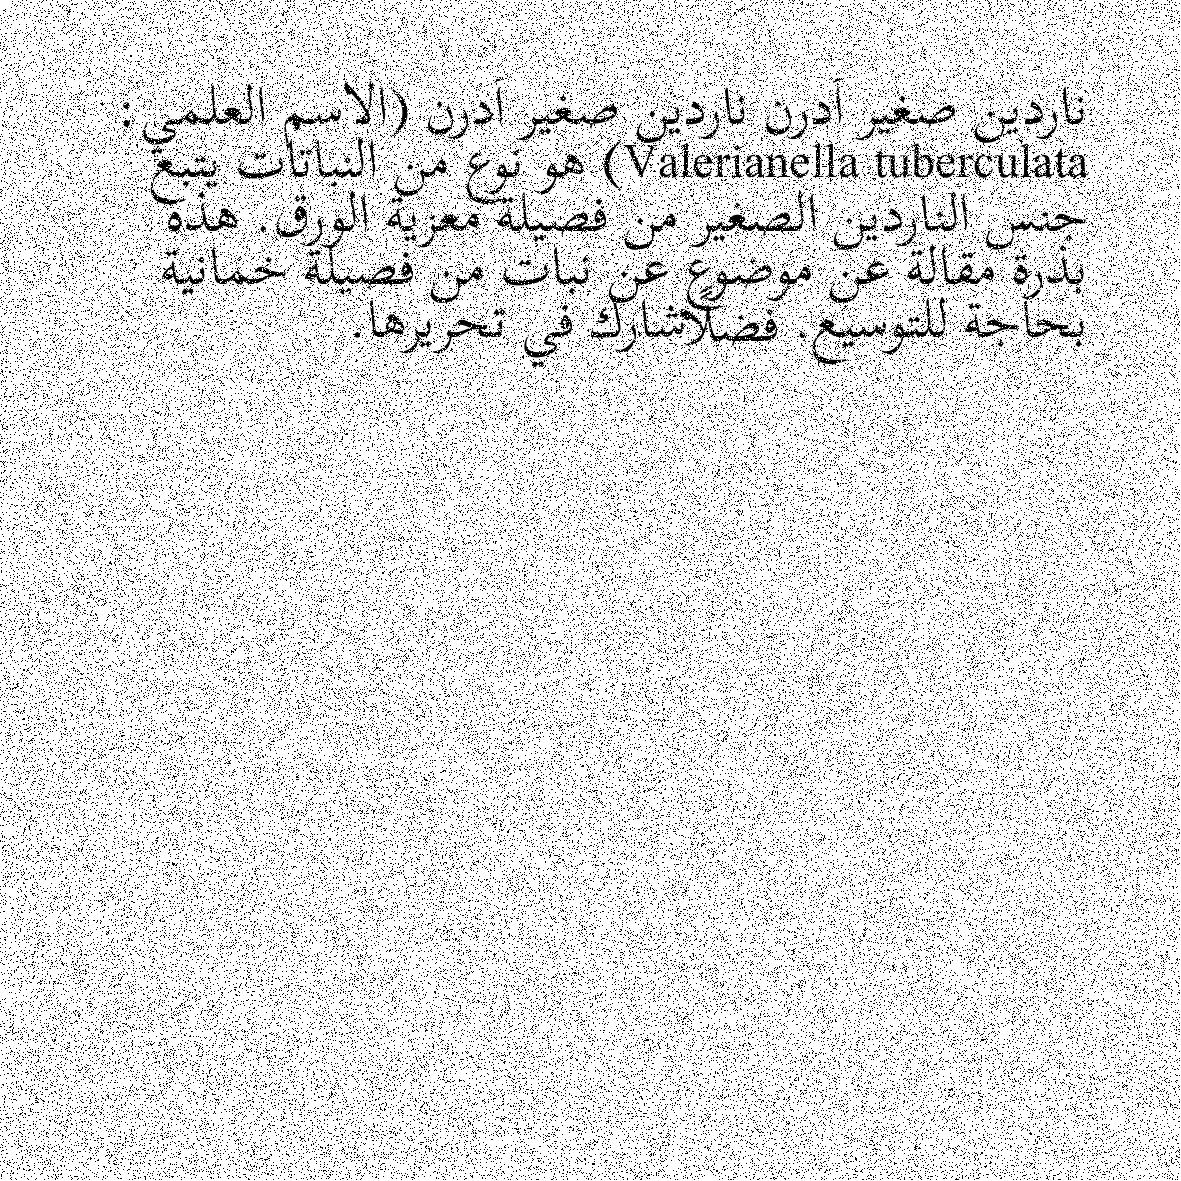 ناردين صغير أدرن ناردين صغير أدرن (الاسم العلمي:
Valerianella tuberculata) هو نوع من النباتات يتبع
جنس الناردين الصغير من فصيلة معزية الورق. هذه
بذرة مقالة عن موضوعٍ عن نبات من فصيلة خمانية
بحاجة للتوسيع. فضلًا شارك في تحريرها.